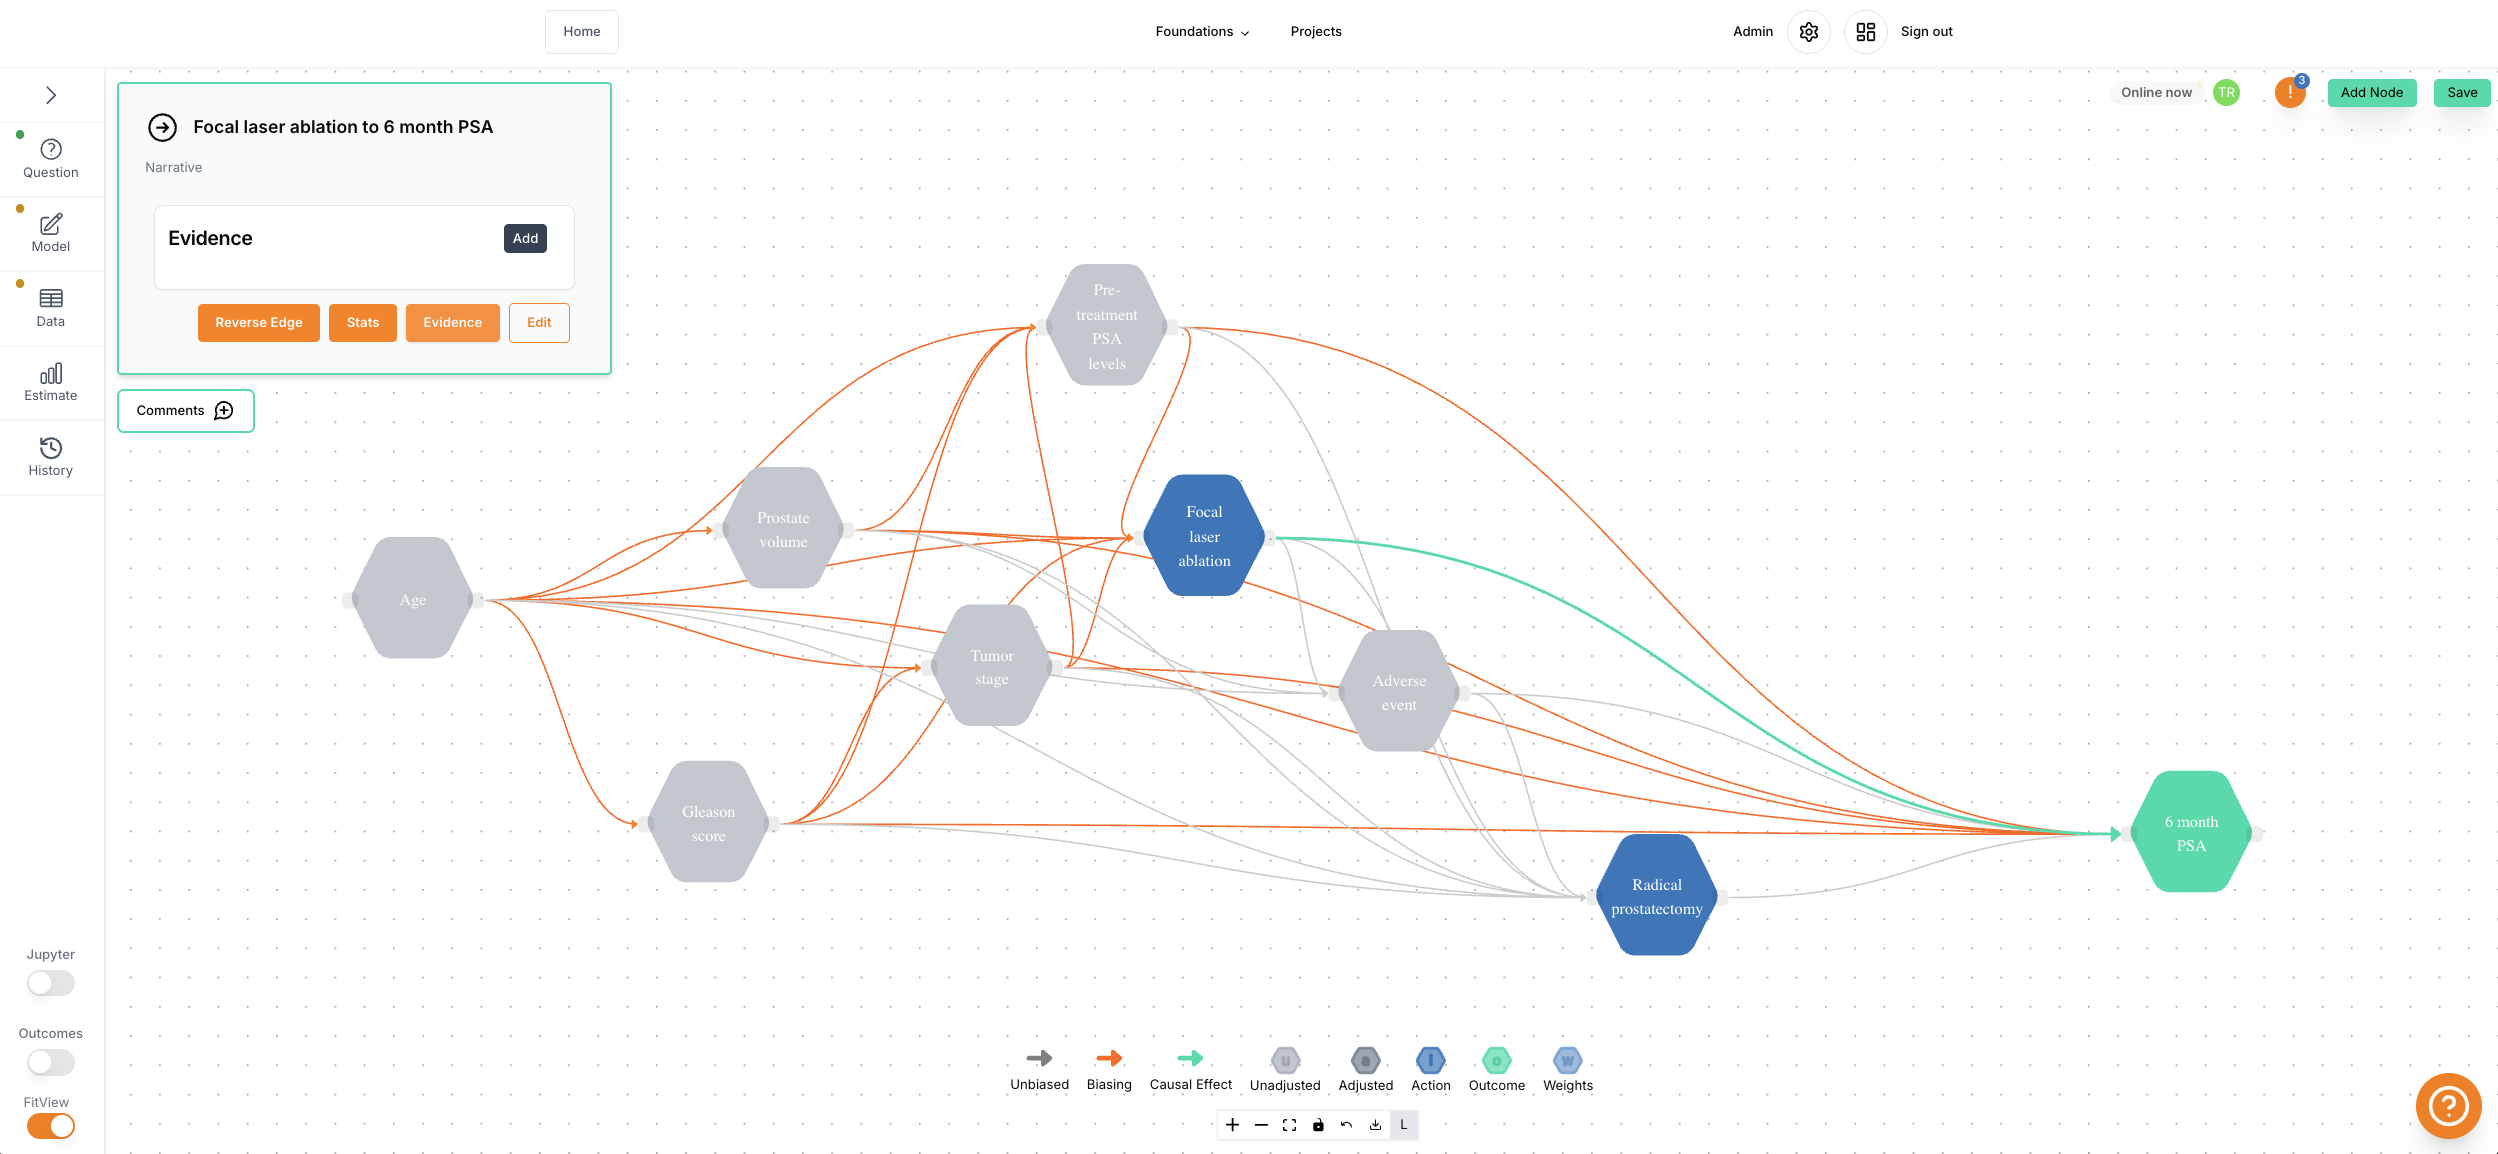 Home
Foundations
Projects
Admin
Sign out
Question
Model
Data
Estimate
History
Jupyter
Outcomes
FitView
Focal laser ablation to 6 month PSA
Narrative
Evidence
Add
Reverse Edge
Stats
Evidence
Edit
Comments
Online now
TR
!
3
Add Node
Save
Pre-
treatment
PSA
levels
Prostate
volume
Focal
laser
ablation
Age
Tumor
stage
Adverse
event
Gleason
score
6 month
PSA
Radical
prostatectomy
Unbiased
Biasing
Causal Effect
u
Unadjusted
a
Adjusted
i
Action
o
Outcome
w
Weights
L
?